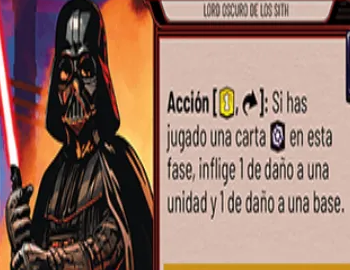 LORD OSCURO DE LOS SITH
Acción [1, ]: Si has
jugado una carta en esta
fase, inflige 1 de daño a una
unidad y 1 de daño a una base.